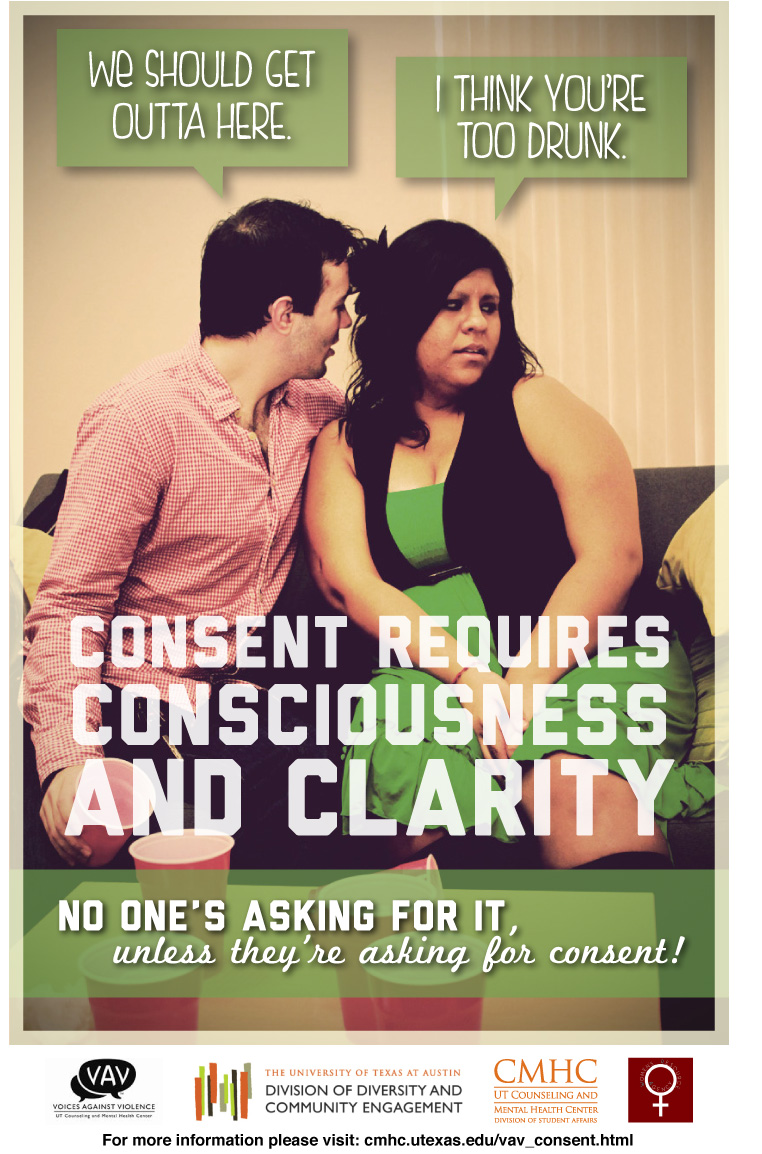 We SHOULD GET
OUTTA HERE.
I THINK YOU'RE
TOO DRUNK.
CONSENT REQUIRES
CONSCIOUSNESS
AND CLARITY
NO ONE'S ASKING FOR IT,
unless they're asking for consent!
VAV
VOICES AGAINST VIOLENCE
UT Counseling and Mental Health Center
THE UNIVERSITY OF TEXAS AT AUSTIN
DIVISION OF DIVERSITY AND
COMMUNITY ENGAGEMENT
CMHC
UT COUNSELING AND
MENTAL HEALTH CENTER
DIVISION OF STUDENT AFFAIRS
For more information please visit: cmhc.utexas.edu/vav_consent.html